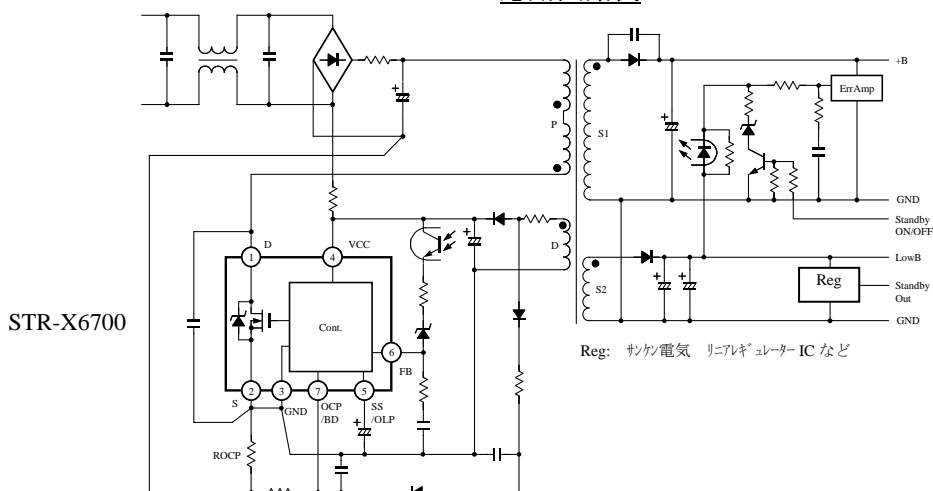 +B
ErrAmp
P
S1
GND
Standby
ON/OFF
D
VCC
D
LowB
1
4
Reg
Standby
Out
S2
GND
STR-X6700
Cont.
Reg: サンケン電気 リニアレギュレーター IC など
6
FB
2
3
7
5
S
GND
OCP
/BD
SS
/OLP
ROCP